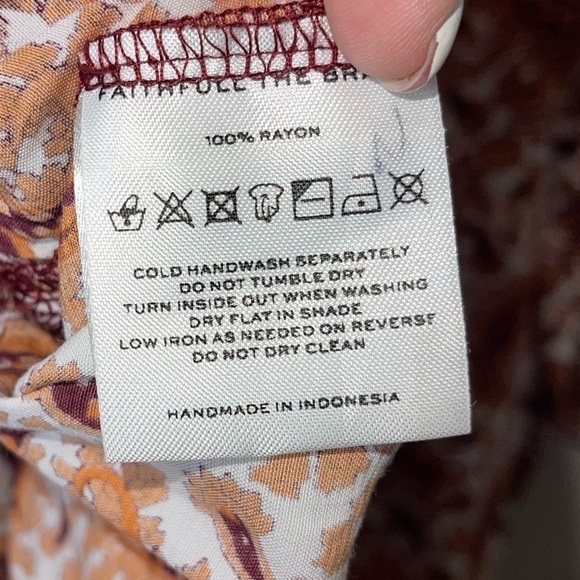 FAITHFULL THE BRA
100% RAYON
COLD HANDWASH SEPARATELY
DO NOT TUMBLE DRY
TURN INSIDE OUT WHEN WASHING
DRY FLAT IN SHADE
LOW IRON AS NEEDED ON REVERSE
DO NOT DRY CLEAN
HANDMADE IN INDONESIA